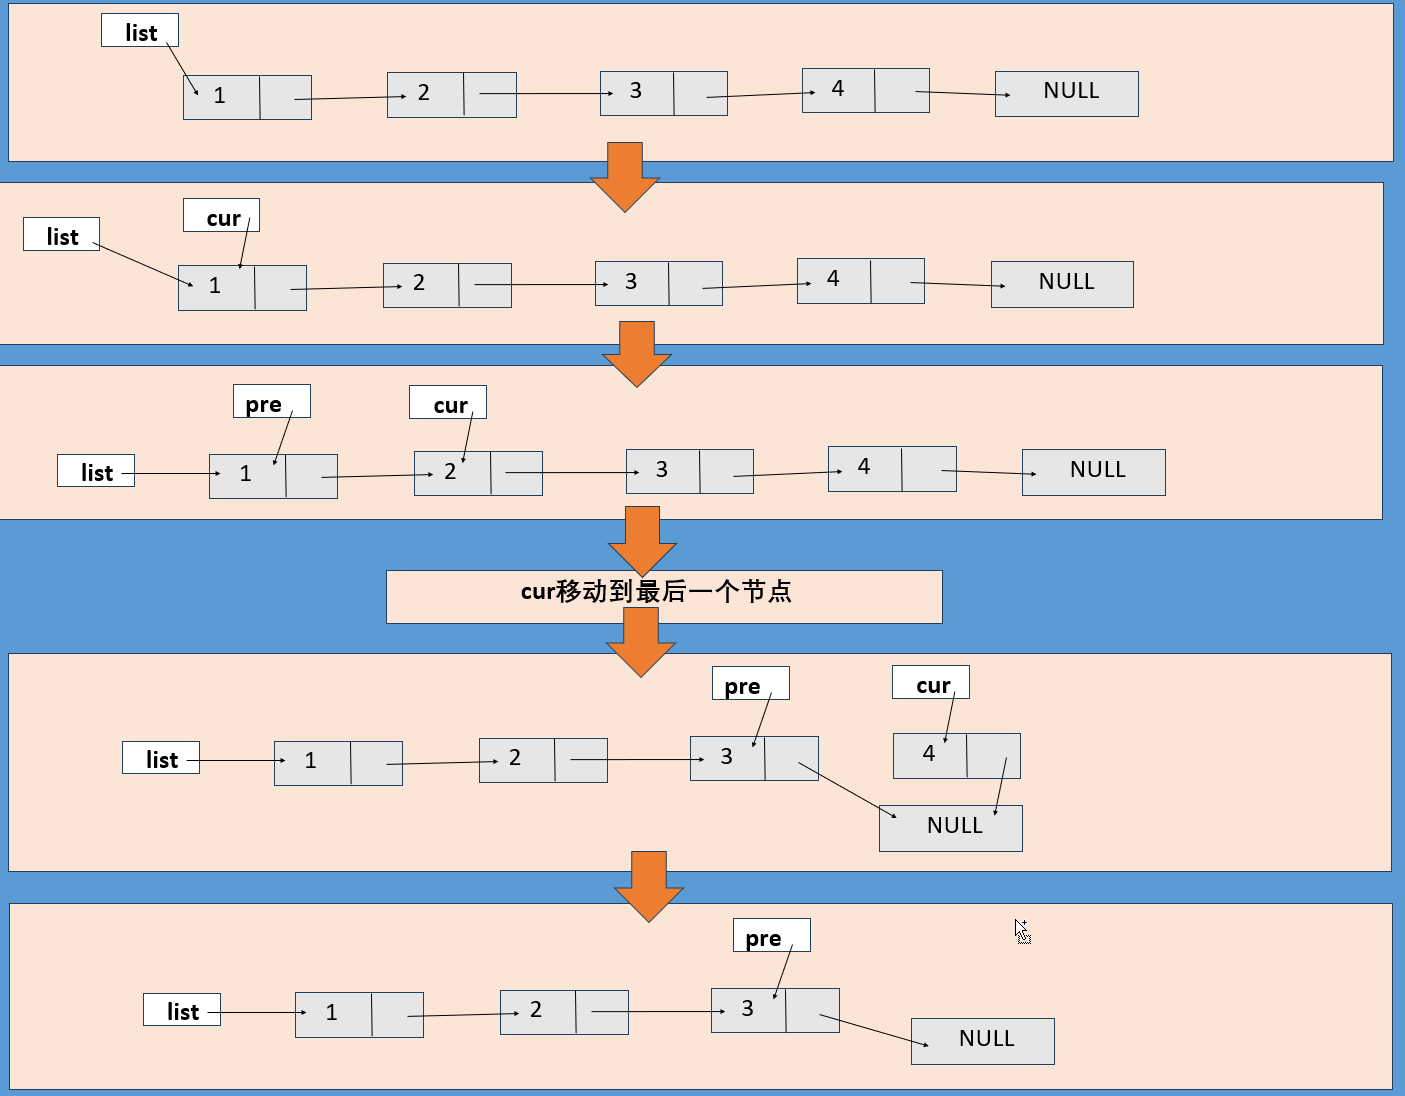 list
1 2 3 4 NULL
cur
list
1 2 3 4 NULL
pre cur
list 1 2 3 4 NULL
cur移动到最后一个节点
pre cur
list 1 2 3 4
NULL
pre
list 1 2 3
NULL